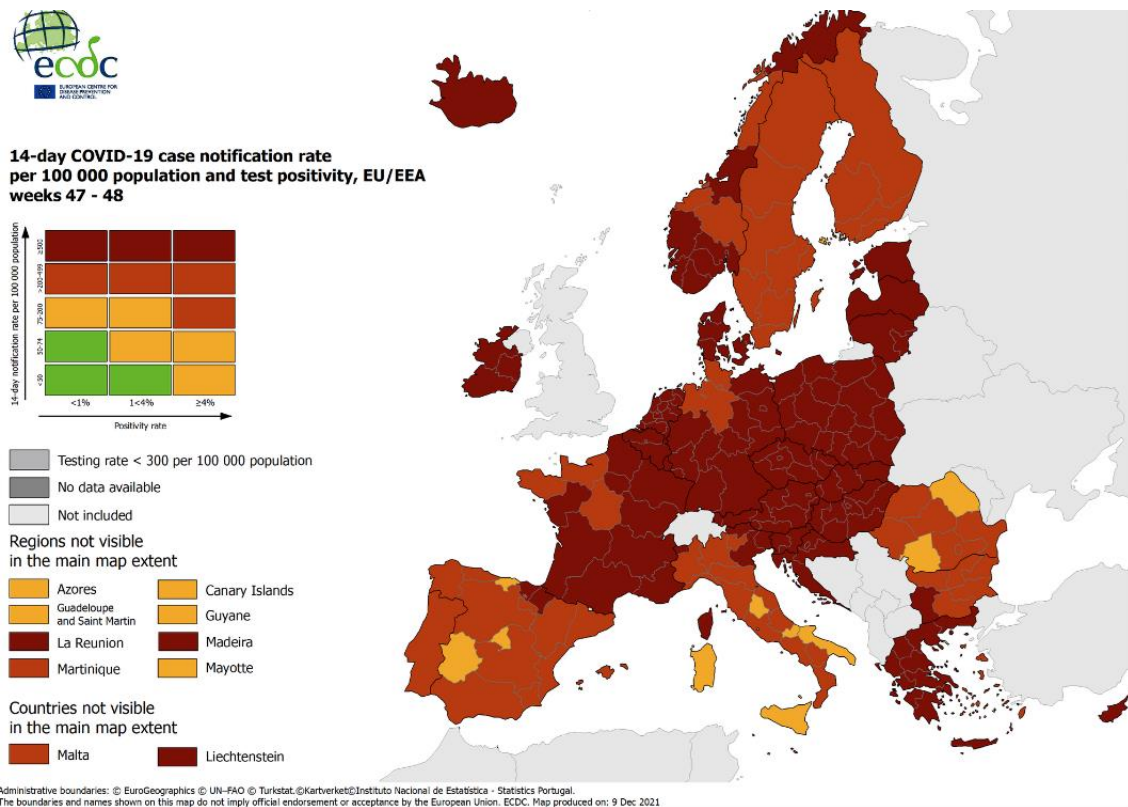 ecdc
EUROPEAN CENTRE FOR
DISEASE PREVENTION
AND CONTROL
14-day COVID-19 case notification rate
per 100 000 population and test positivity, EU/EEA
weeks 47 - 48
14-day notification rate per 100 000 population
≥500
>200-499
75-200
50-74
<50
<1%
1<4%
≥4%
Positivity rate
Testing rate < 300 per 100 000 population
No data available
Not included
Regions not visible
in the main map extent
Azores
Canary Islands
Guadeloupe
and Saint Martin
Guyane
La Reunion
Madeira
Martinique
Mayotte
Countries not visible
in the main map extent
Malta
Liechtenstein
Administrative boundaries: © EuroGeographics © UN–FAO © Turkstat.©Kartverket©Instituto Nacional de Estatística - Statistics Portugal.
The boundaries and names shown on this map do not imply official endorsement or acceptance by the European Union. ECDC. Map produced on: 9 Dec 2021